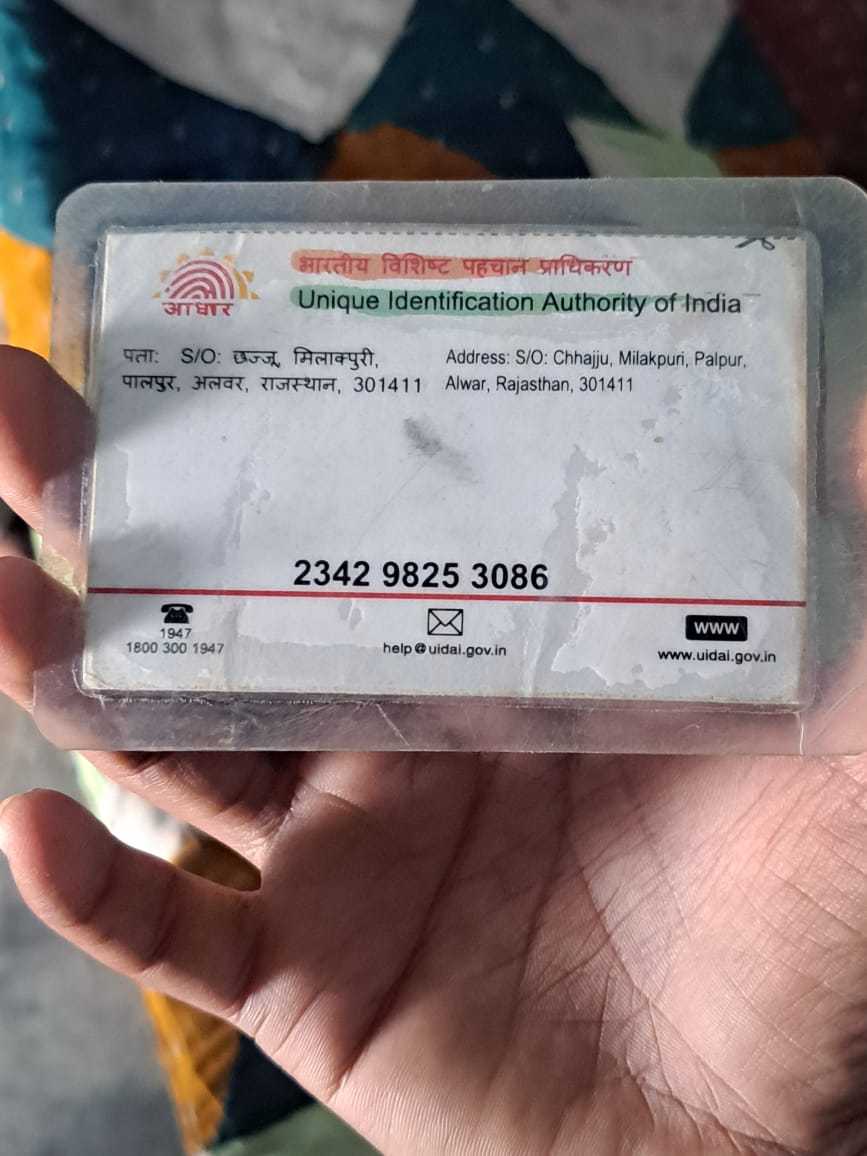 आधार
भारतीय विशिष्ट पहचान प्राधिकरण
Unique Identification Authority of India
पता: S/O: छज्जू, मिलाक्पुरी,
पालपुर, अलवर, राजस्थान, 301411
Address: S/O: Chhajju, Milakpuri, Palpur,
Alwar, Rajasthan, 301411
2342 9825 3086
1947
1800 300 1947
help@uidai.gov.in
www
www.uidai.gov.in